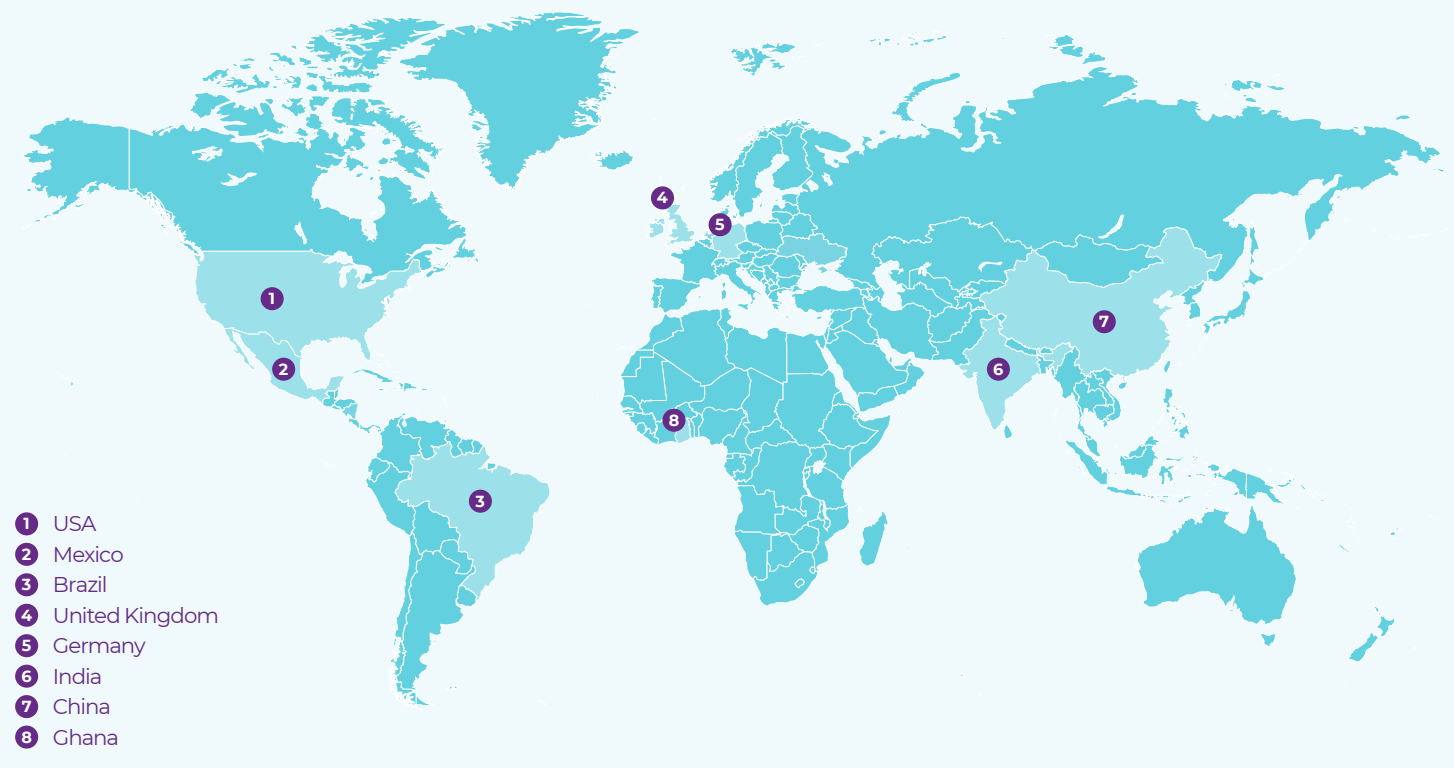 4
5
1
7
2
6
8
3
1 USA
2 Mexico
3 Brazil
4 United Kingdom
5 Germany
6 India
7 China
8 Ghana